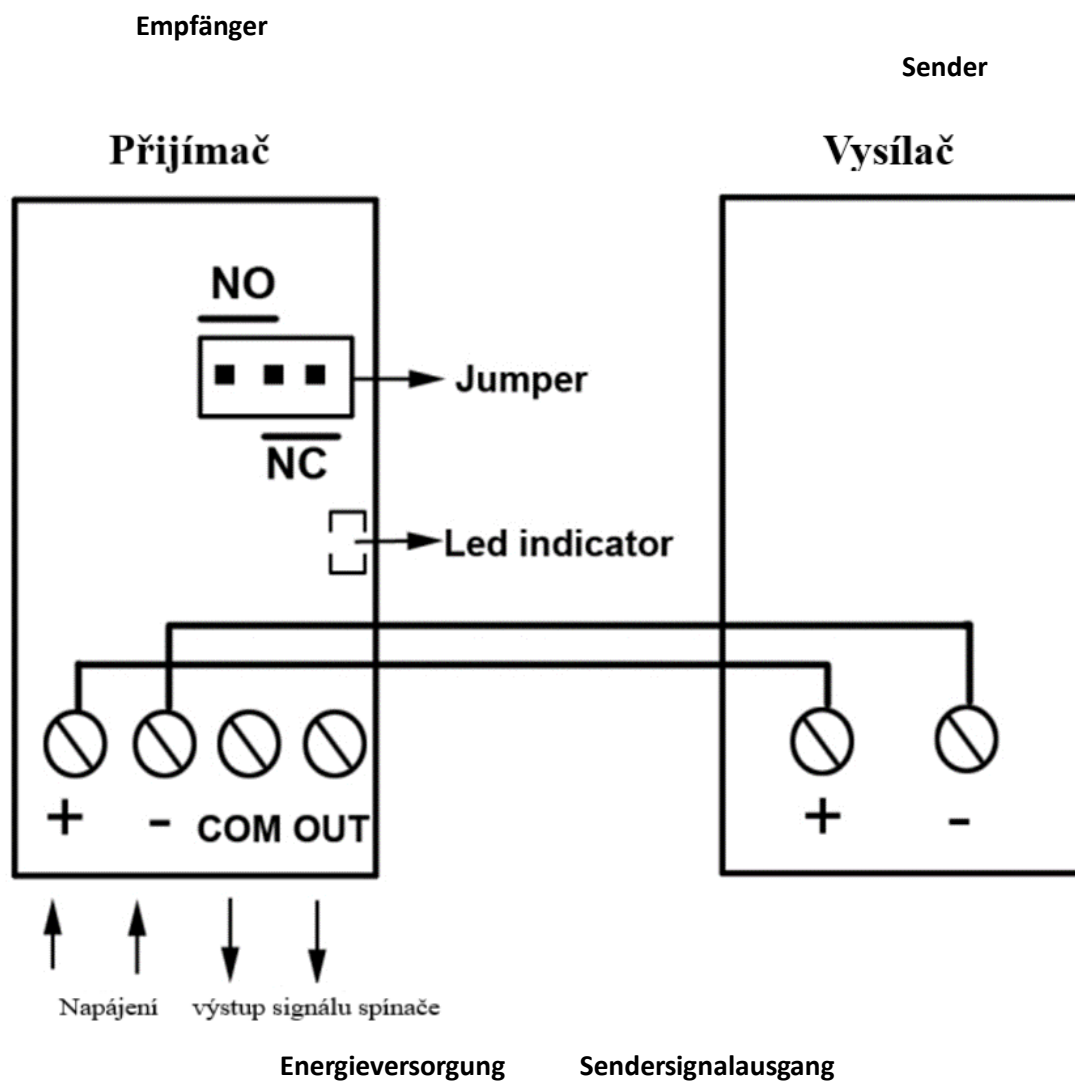 Empfänger
Sender
Přijímač
Vysílač
NO
Jumper
NC
Led indicator
+ - COM OUT
+ -
Napájení výstup signálu spínače
Energieversorgung Sendersignalausgang